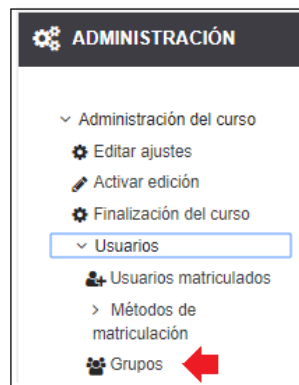 ADMINISTRACIÓN
Administración del curso
Editar ajustes
Activar edición
Finalización del curso
Usuarios
Usuarios matriculados
Métodos de
matriculación
Grupos